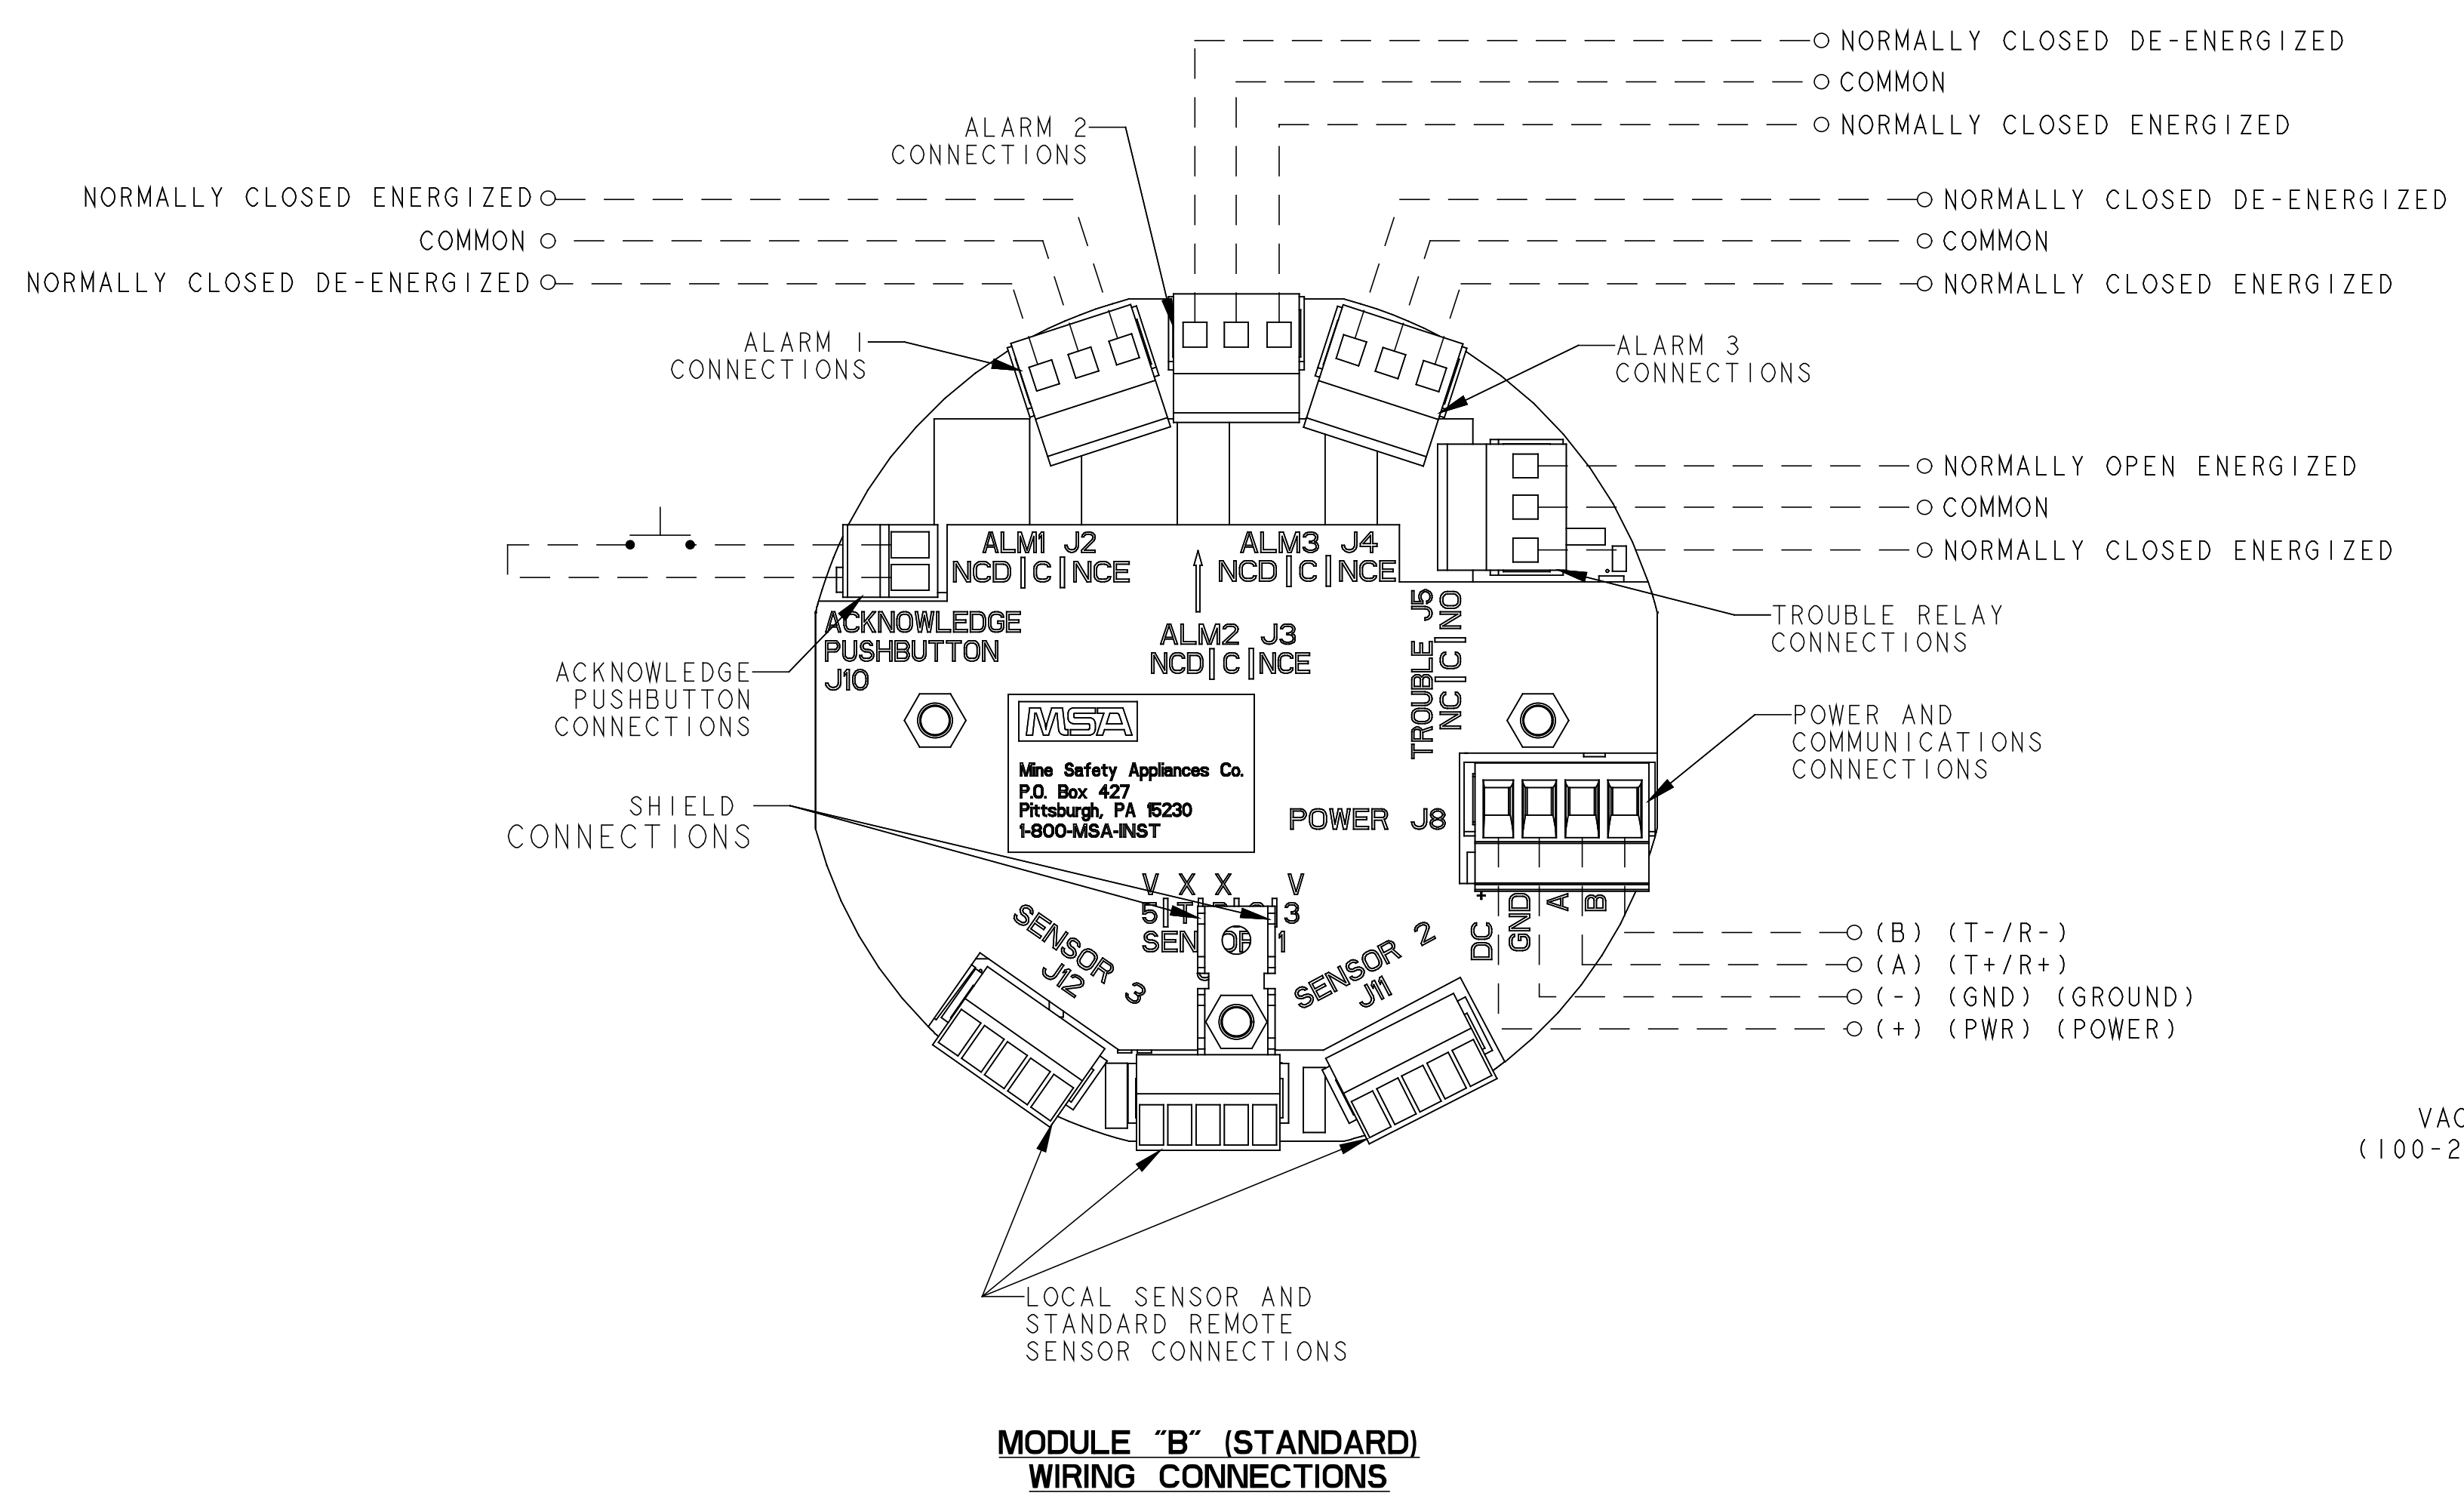 NORMALLY CLOSED DE-ENERGIZED
COMMON
NORMALLY CLOSED ENERGIZED
ALARM 2
CONNECTIONS
NORMALLY CLOSED ENERGIZED
COMMON
NORMALLY CLOSED DE-ENERGIZED
NORMALLY CLOSED DE-ENERGIZED
COMMON
NORMALLY CLOSED ENERGIZED
ALARM 1
CONNECTIONS
ALARM 3
CONNECTIONS
NORMALLY OPEN ENERGIZED
COMMON
NORMALLY CLOSED ENERGIZED
ALM1 J2
NCD|C|NCE
ALM3 J4
NCD|C|NCE
ACKNOWLEDGE
PUSHBUTTON
J10
ALM2 J3
NCD|C|NCE
TROUBLE J5
NC|C|NO
TROUBLE RELAY
CONNECTIONS
ACKNOWLEDGE
PUSHBUTTON
CONNECTIONS
MSA
Mine Safety Appliances Co.
P.O. Box 427
Pittsburgh, PA 15230
1-800-MSA-INST
POWER AND
COMMUNICATIONS
CONNECTIONS
SHIELD
CONNECTIONS
POWER J8
DC +
GND
A
B
V X X V
5|T 3
1
SENSOR 3
J12
SENSOR 2
J11
(B) (T-/R-)
(A) (T+/R+)
(-) (GND) (GROUND)
(+) (PWR) (POWER)
LOCAL SENSOR AND
STANDARD REMOTE
SENSOR CONNECTIONS
MODULE "B" (STANDARD)
WIRING CONNECTIONS